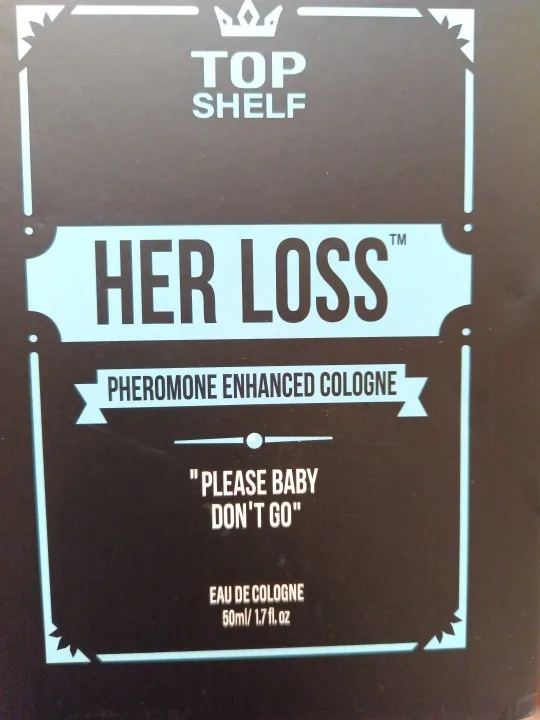 TOP
SHELF
HER LOSS™
PHEROMONE ENHANCED COLOGNE
"PLEASE BABY
DON'T GO"
EAU DE COLOGNE
50ml/ 1.7 fl. oz